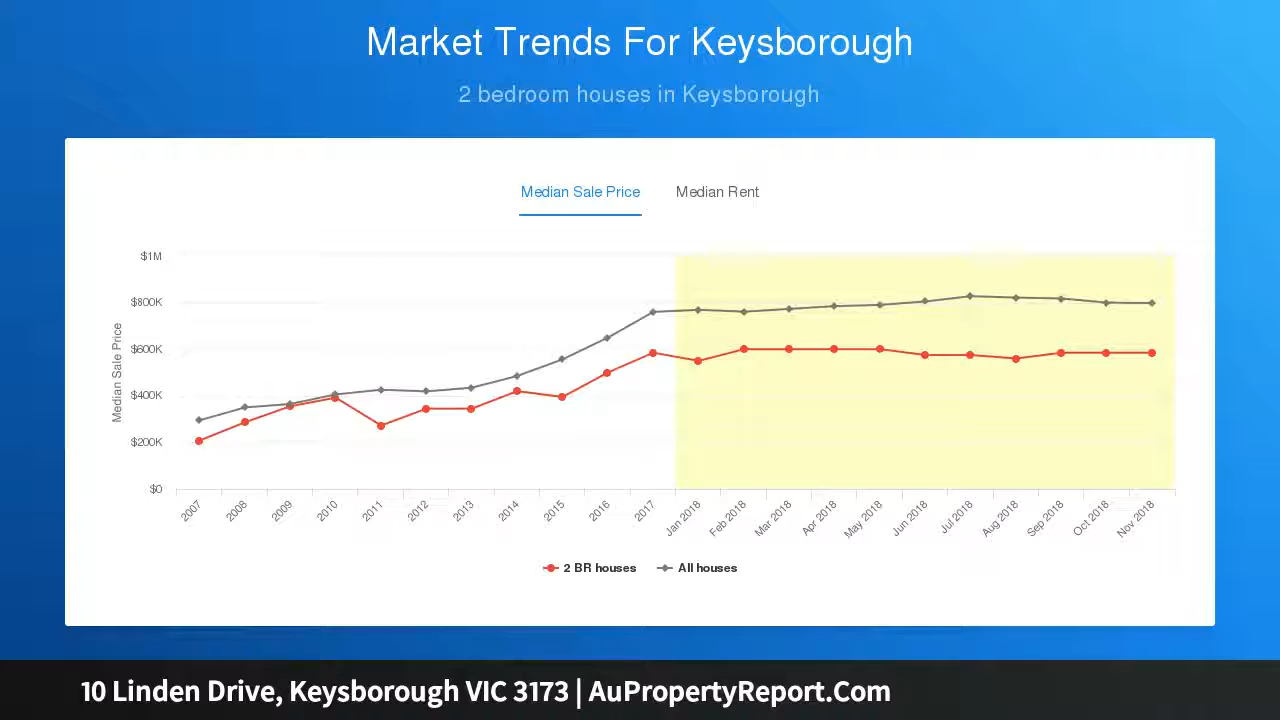 Market Trends For Keysborough
2 bedroom houses in Keysborough
Median Sale Price Median Rent
$1M
$800K
$600K
$400K
$200K
$0
Median Sale Price
2007 2008 2009 2010 2011 2012 2013 2014 2015 2016 2017 Jan 2018 Feb 2018 Mar 2018 Apr 2018 May 2018 Jun 2018 Jul 2018 Aug 2018 Sep 2018 Oct 2018 Nov 2018
2 BR houses All houses
10 Linden Drive, Keysborough VIC 3173 | AuPropertyReport.Com